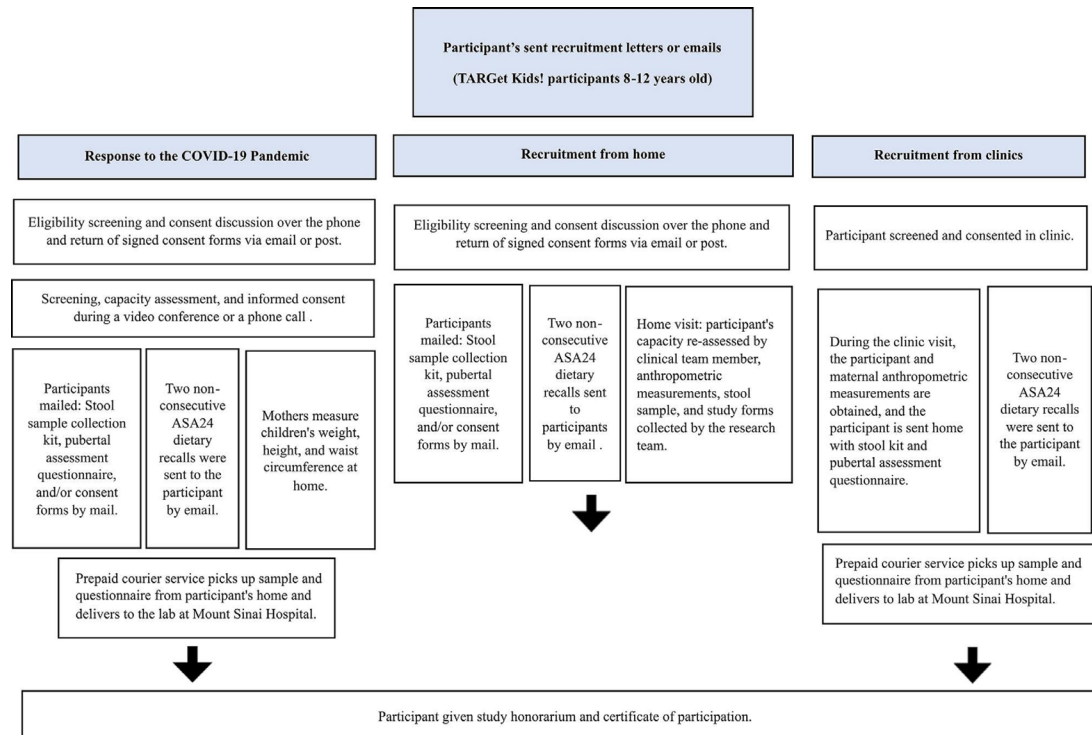 Participant’s sent recruitment letters or emails
(TARGet Kids! participants 8-12 years old)
Response to the COVID-19 Pandemic
Eligibility screening and consent discussion over the phone
and return of signed consent forms via email or post.
Screening, capacity assessment, and informed consent
during a video conference or a phone call .
Participants
mailed: Stool
sample collection
kit, pubertal
assessment
questionnaire,
and/or consent
forms by mail.
Two non-
consecutive
ASA24
dietary
recalls were
sent to the
participant
by email.
Mothers measure
children's weight,
height, and waist
circumference at
home.
Prepaid courier service picks up sample and
questionnaire from participant's home and
delivers to the lab at Mount Sinai Hospital.
Recruitment from home
Eligibility screening and consent discussion over the phone and
return of signed consent forms via email or post.
Participants
mailed: Stool
sample collection
kit, pubertal
assessment
questionnaire,
and/or consent
forms by mail.
Two non-
consecutive
ASA24
dietary
recalls sent
to
participants
by email .
Home visit: participant's
capacity re-assessed by
clinical team member,
anthropometric
measurements, stool
sample, and study forms
collected by the research
team.
Recruitment from clinics
Participant screened and consented in clinic.
During the clinic visit,
the participant and
maternal anthropometric
measurements are
obtained, and the
participant is sent home
with stool kit and
pubertal assessment
questionnaire.
Two non-
consecutive
ASA24
dietary recalls
were sent to
the participant
by email.
Prepaid courier service picks up sample and
questionnaire from participant's home and
delivers to lab at Mount Sinai Hospital.
Participant given study honorarium and certificate of participation.